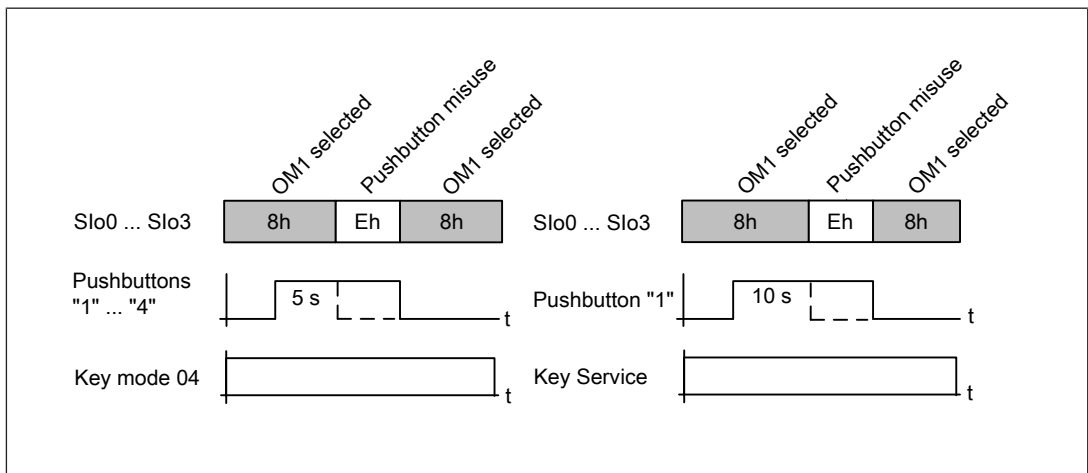 OM1 selected
Pushbutton misuse
OM1 selected
SIo0 ... SIo3
8h
Eh
8h
Pushbuttons
"1" ... "4"
5 s
t
Key mode 04
t
OM1 selected
Pushbutton misuse
OM1 selected
SIo0 ... SIo3
8h
Eh
8h
Pushbutton "1"
10 s
t
Key Service
t